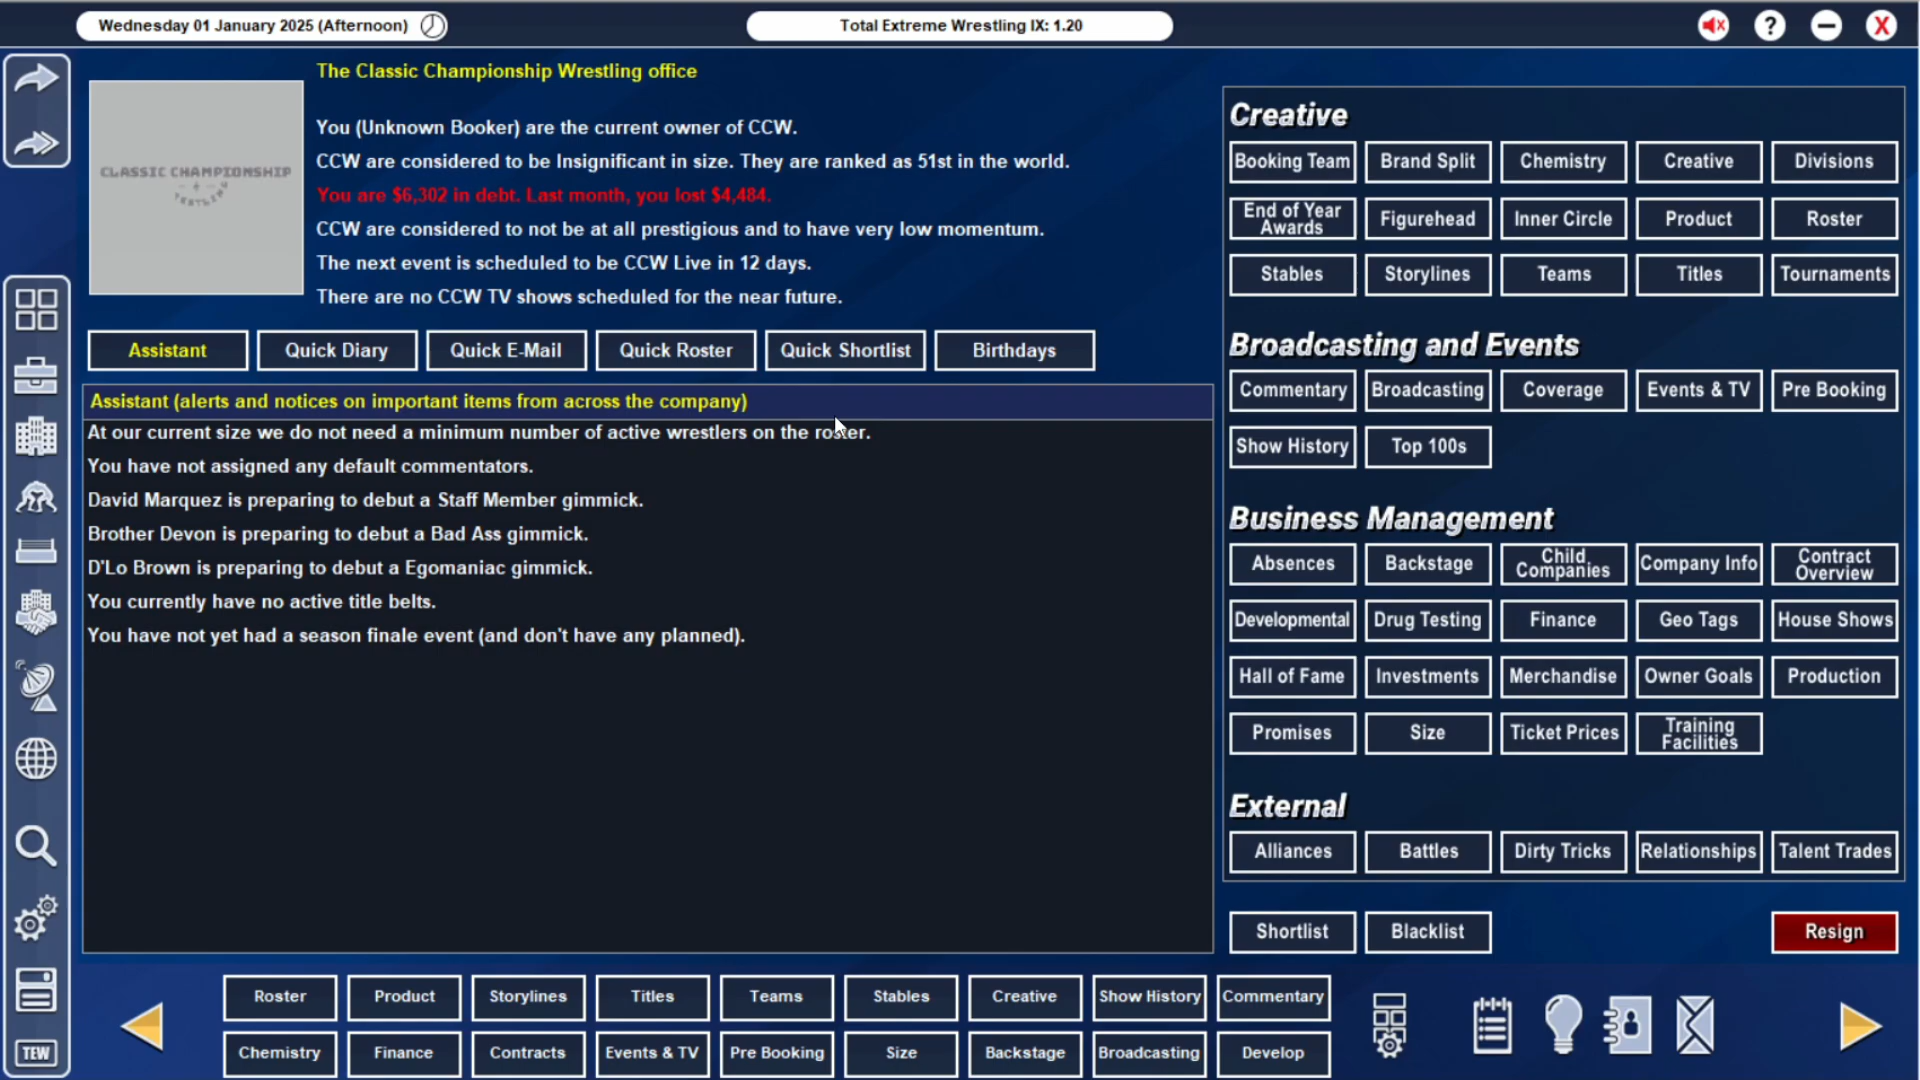 Wednesday 01 January 2025 (Afternoon)
Total Extreme Wrestling IX: 1.20
?
X
The Classic Championship Wrestling office
CLASSIC CHAMPIONSHIP
You (Unknown Booker) are the current owner of CCW.
CCW are considered to be Insignificant in size. They are ranked as 51st in the world.
You are $6,302 in debt. Last month, you lost $4,484.
CCW are considered to not be at all prestigious and to have very low momentum.
The next event is scheduled to be CCW Live in 12 days.
There are no CCW TV shows scheduled for the near future.
Assistant
Quick Diary
Quick E-Mail
Quick Roster
Quick Shortlist
Birthdays
Assistant (alerts and notices on important items from across the company)
At our current size we do not need a minimum number of active wrestlers on the roster.
You have not assigned any default commentators.
David Marquez is preparing to debut a Staff Member gimmick.
Brother Devon is preparing to debut a Bad Ass gimmick.
D'Lo Brown is preparing to debut a Egomaniac gimmick.
You currently have no active title belts.
You have not yet had a season finale event (and don't have any planned).
Creative
Booking Team
Brand Split
Chemistry
Creative
Divisions
End of Year
Awards
Figurehead
Inner Circle
Product
Roster
Stables
Storylines
Teams
Titles
Tournaments
Broadcasting and Events
Commentary
Broadcasting
Coverage
Events & TV
Pre Booking
Show History
Top 100s
Business Management
Absences
Backstage
Child
Companies
Company Info
Contract
Overview
Developmental
Drug Testing
Finance
Geo Tags
House Shows
Hall of Fame
Investments
Merchandise
Owner Goals
Production
Promises
Size
Ticket Prices
Training
Facilities
External
Alliances
Battles
Dirty Tricks
Relationships
Talent Trades
Shortlist
Blacklist
Resign
TEW
Roster
Product
Storylines
Titles
Teams
Stables
Creative
Show History
Commentary
Chemistry
Finance
Contracts
Events & TV
Pre Booking
Size
Backstage
Broadcasting
Develop